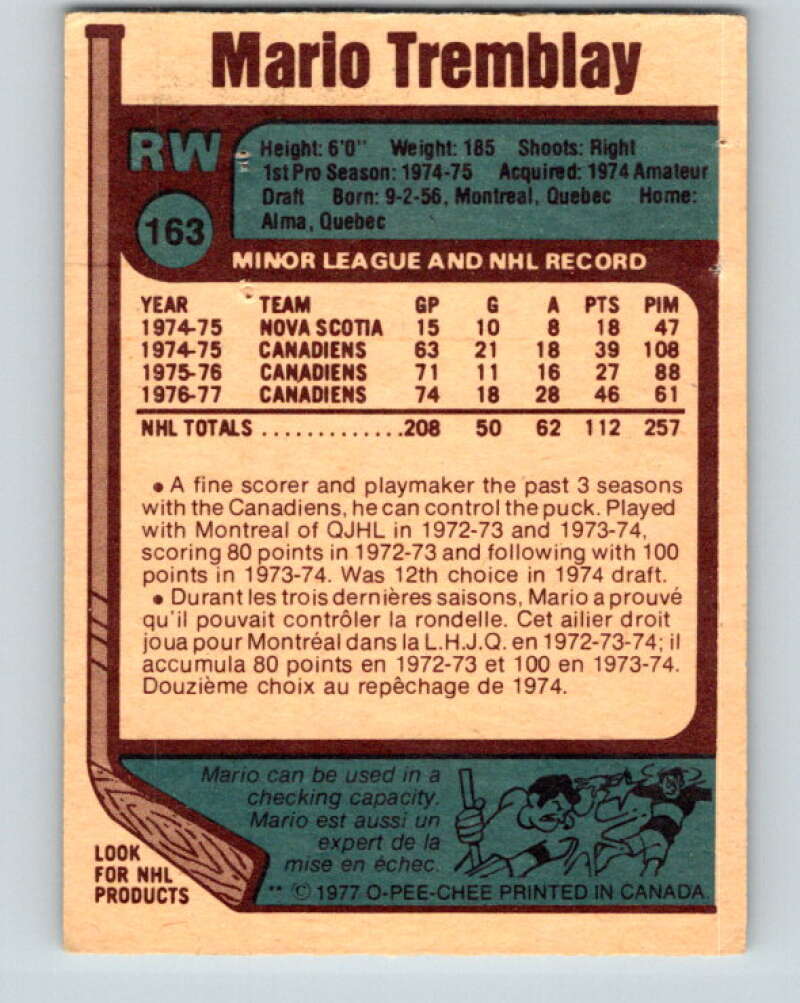 Mario Tremblay
RW
Height: 6'0" Weight: 185 Shoots: Right
1st Pro Season: 1974-75 Acquired: 1974 Amateur
Draft Born: 9-2-56, Montreal, Quebec Home:
Alma, Quebec
163
MINOR LEAGUE AND NHL RECORD
YEAR TEAM GP G A PTS PIM
1974-75 NOVA SCOTIA 15 10 8 18 47
1974-75 CANADIENS 63 21 18 39 108
1975-76 CANADIENS 71 11 16 27 88
1976-77 CANADIENS 74 18 28 46 61
NHL TOTALS .............208 50 62 112 257
• A fine scorer and playmaker the past 3 seasons
with the Canadiens, he can control the puck. Played
with Montreal of QJHL in 1972-73 and 1973-74,
scoring 80 points in 1972-73 and following with 100
points in 1973-74. Was 12th choice in 1974 draft.
• Durant les trois dernières saisons, Mario a prouvé
qu'il pouvait contrôler la rondelle. Cet ailier droit
joua pour Montréal dans la L.H.J.Q. en 1972-73-74; il
accumula 80 points en 1972-73 et 100 en 1973-74.
Douzième choix au repêchage de 1974.
Mario can be used in a
checking capacity.
Mario est aussi un
expert de la
mise en échec.
LOOK
FOR NHL
PRODUCTS
** © 1977 O-PEE-CHEE PRINTED IN CANADA.